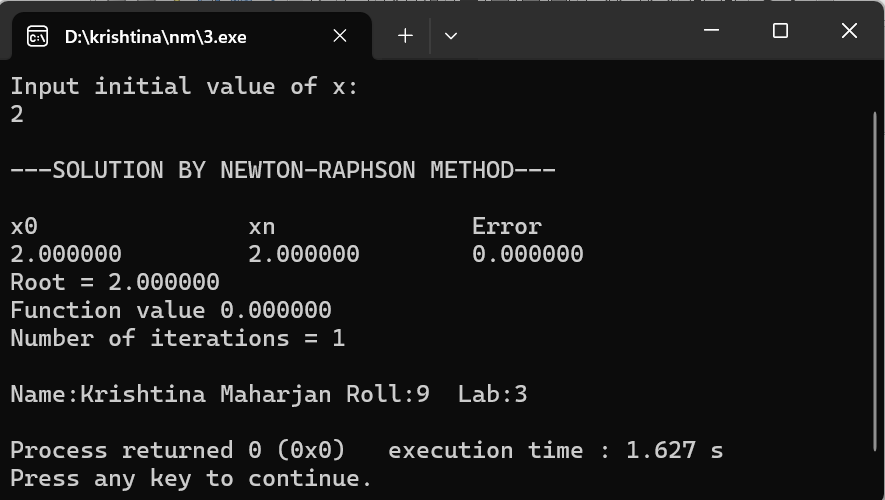 D:\krishtina\nm\3.exe
Input initial value of x:
2
---SOLUTION BY NEWTON-RAPHSON METHOD---
x0 xn Error
2.000000 2.000000 0.000000
Root = 2.000000
Function value 0.000000
Number of iterations = 1
Name:Krishtina Maharjan Roll:9  Lab:3
Process returned 0 (0x0)   execution time : 1.627 s
Press any key to continue.